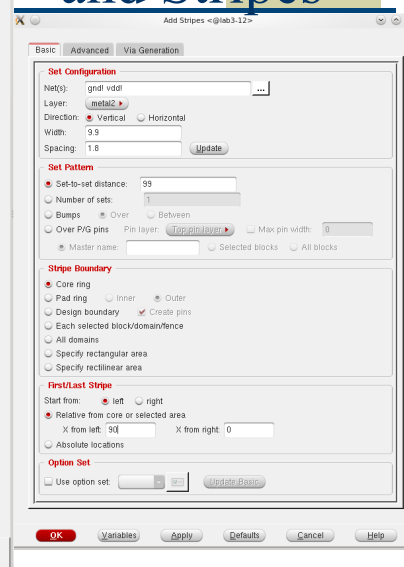 and Stripes
Add Stripes <@lab3-12>
Basic Advanced Via Generation
Set Configuration
Net(s): gnd! vdd! ...
Layer: metal2
Direction: Vertical Horizontal
Width: 9.9
Spacing: 1.8 Update
Set Pattern
Set-to-set distance: 99
Number of sets: 1
Bumps Over Between
Over P/G pins Pin layer: Top pin layer Max pin width: 0
Master name: Selected blocks All blocks
Stripe Boundary
Core ring
Pad ring Inner Outer
Design boundary Create pins
Each selected block/domain/fence
All domains
Specify rectangular area
Specify rectilinear area
First/Last Stripe
Start from: left right
Relative from core or selected area
X from left: 90 X from right: 0
Absolute locations
Option Set
Use option set: Update Basic
OK Variables Apply Defaults Cancel Help